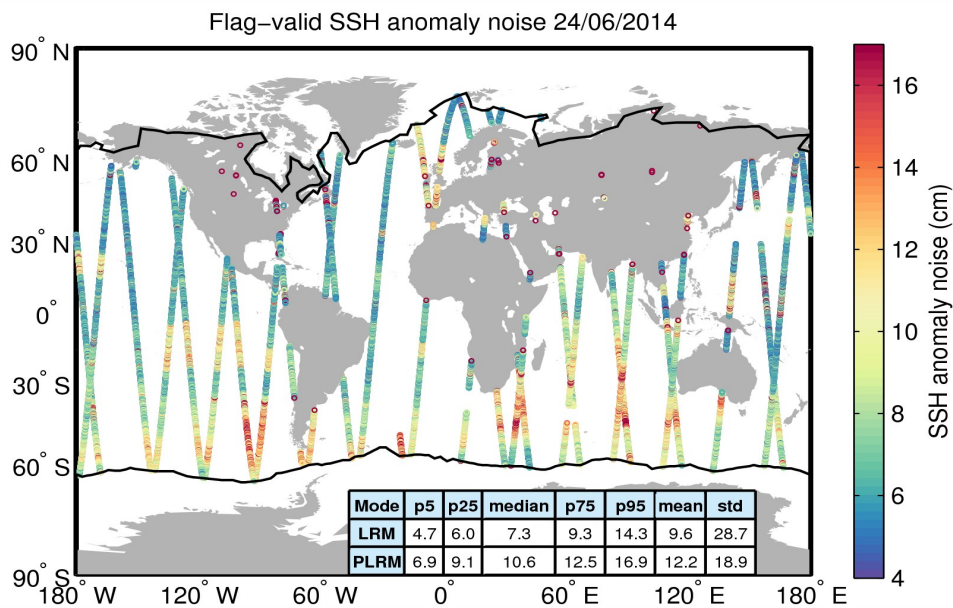 Flag−valid SSH anomaly noise 24/06/2014
90° N
60° N
30° N
0°
30° S
60° S
90° S
180° W 120° W 60° W 0° 60° E 120° E 180° E
Mode p5 p25 median p75 p95 mean std
LRM 4.7 6.0 7.3 9.3 14.3 9.6 28.7
PLRM 6.9 9.1 10.6 12.5 16.9 12.2 18.9
16
14
12
10
8
6
4
SSH anomaly noise (cm)